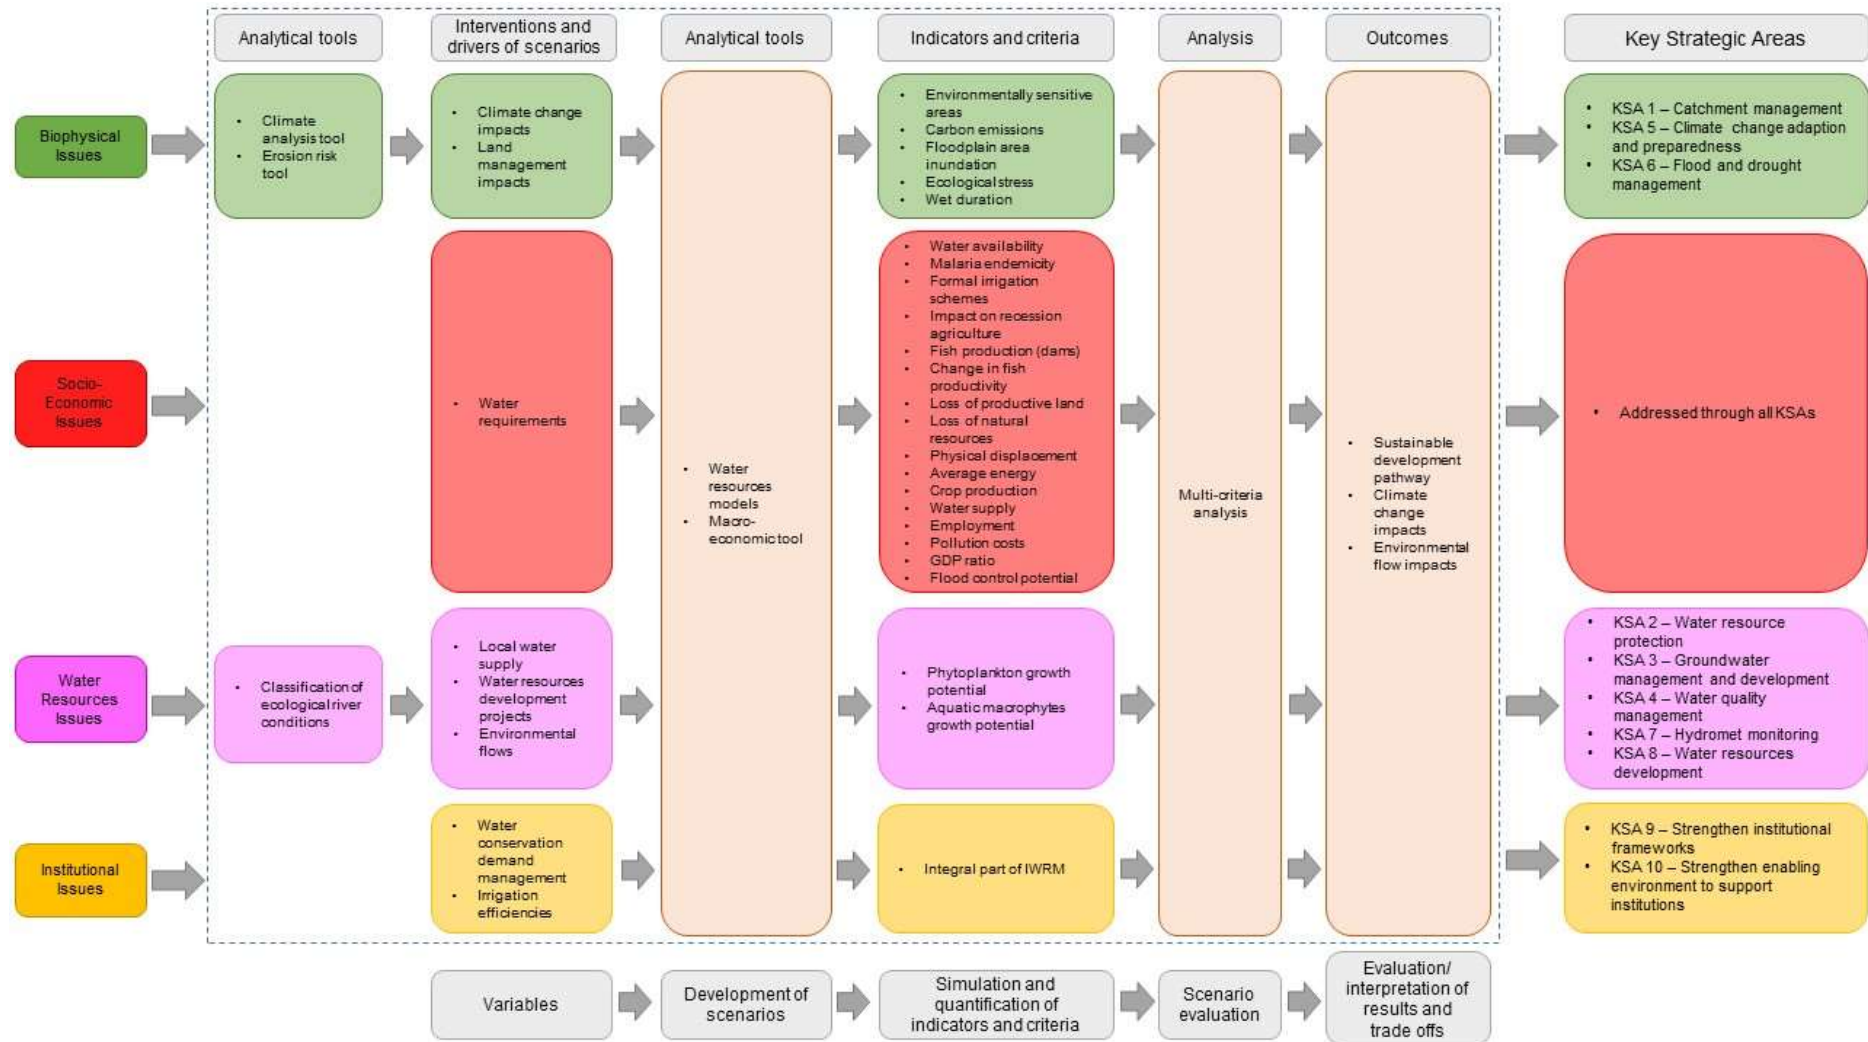 Analytical tools
Interventions and
drivers of scenarios
Analytical tools
Indicators and criteria
Analysis
Outcomes
Key Strategic Areas
Biophysical
Issues
• Climate
analysis tool
• Erosion risk
tool
• Climate change
impacts
• Land
management
impacts
• Environmentally sensitive
areas
• Carbon emissions
• Floodplain area
inundation
• Ecological stress
• Wet duration
• KSA 1 – Catchment management
• KSA 5 – Climate change adaption
and preparedness
• KSA 6 – Flood and drought
management
Socio-
Economic
Issues
• Water
requirements
• Water
resources
models
• Macro-
economic tool
• Water availability
• Malaria endemicity
• Formal irrigation
schemes
• Impact on recession
agriculture
• Fish production (dams)
• Change in fish
productivity
• Loss of productive land
• Loss of natural
resources
• Physical displacement
• Average energy
• Crop production
• Water supply
• Employment
• Pollution costs
• GDP ratio
• Flood control potential
Multi-criteria
analysis
• Sustainable
development
pathway
• Climate
change
impacts
• Environmental
flow impacts
• Addressed through all KSAs
Water
Resources
Issues
• Classification of
ecological river
conditions
• Local water
supply
• Water resources
development
projects
• Environmental
flows
• Phytoplankton growth
potential
• Aquatic macrophytes
growth potential
• KSA 2 – Water resource
protection
• KSA 3 – Groundwater
management and development
• KSA 4 – Water quality
management
• KSA 7 – Hydromet monitoring
• KSA 8 – Water resources
development
Institutional
Issues
• Water
conservation
demand
management
• Irrigation
efficiencies
• Integral part of IWRM
• KSA 9 – Strengthen institutional
frameworks
• KSA 10 – Strengthen enabling
environment to support
institutions
Variables
Development of
scenarios
Simulation and
quantification of
indicators and criteria
Scenario
evaluation
Evaluation/
interpretation of
results and
trade offs